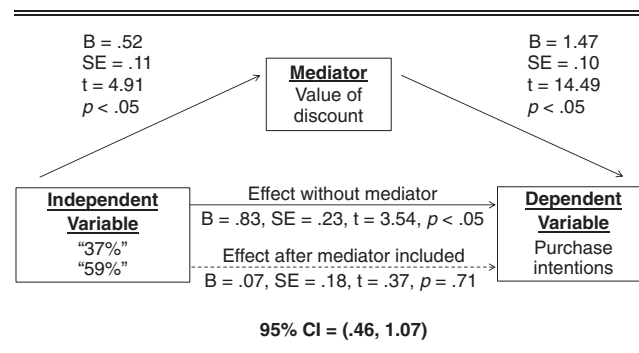 B = .52
SE = .11
t = 4.91
p < .05
Mediator
Value of
discount
B = 1.47
SE = .10
t = 14.49
p < .05
Independent
Variable
“37%”
“59%”
Effect without mediator
B = .83, SE = .23, t = 3.54, p < .05
Effect after mediator included
B = .07, SE = .18, t = .37, p = .71
Dependent
Variable
Purchase
intentions
95% CI = (.46, 1.07)